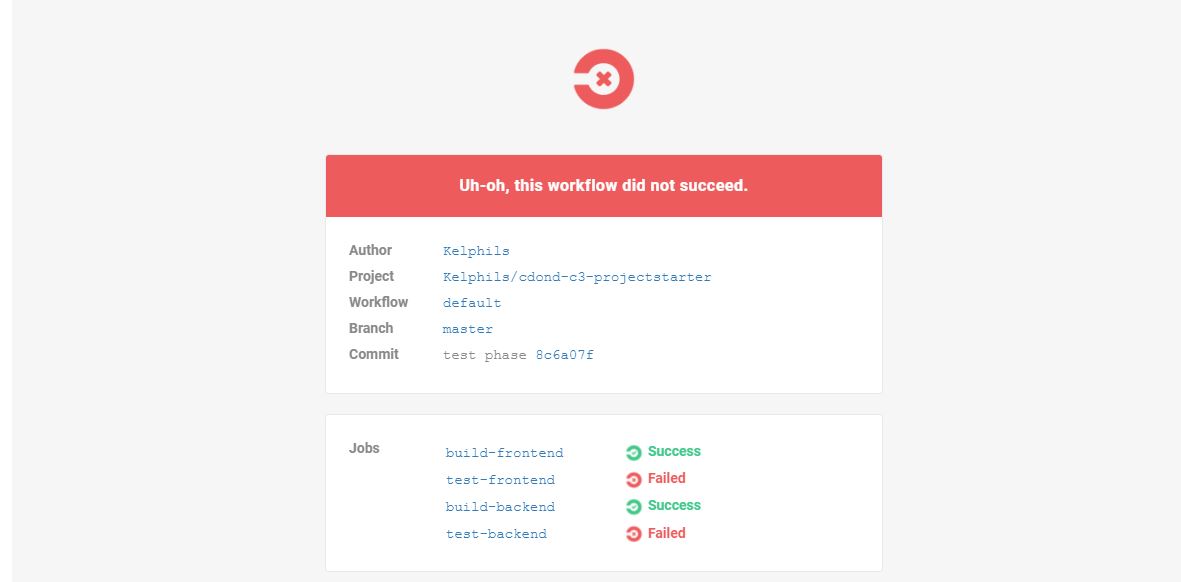 Uh-oh, this workflow did not succeed.
Author Kelphils
Project Kelphils/cdond-c3-projectstarter
Workflow default
Branch master
Commit test phase 8c6a07f
Jobs build-frontend Success
test-frontend Failed
build-backend Success
test-backend Failed